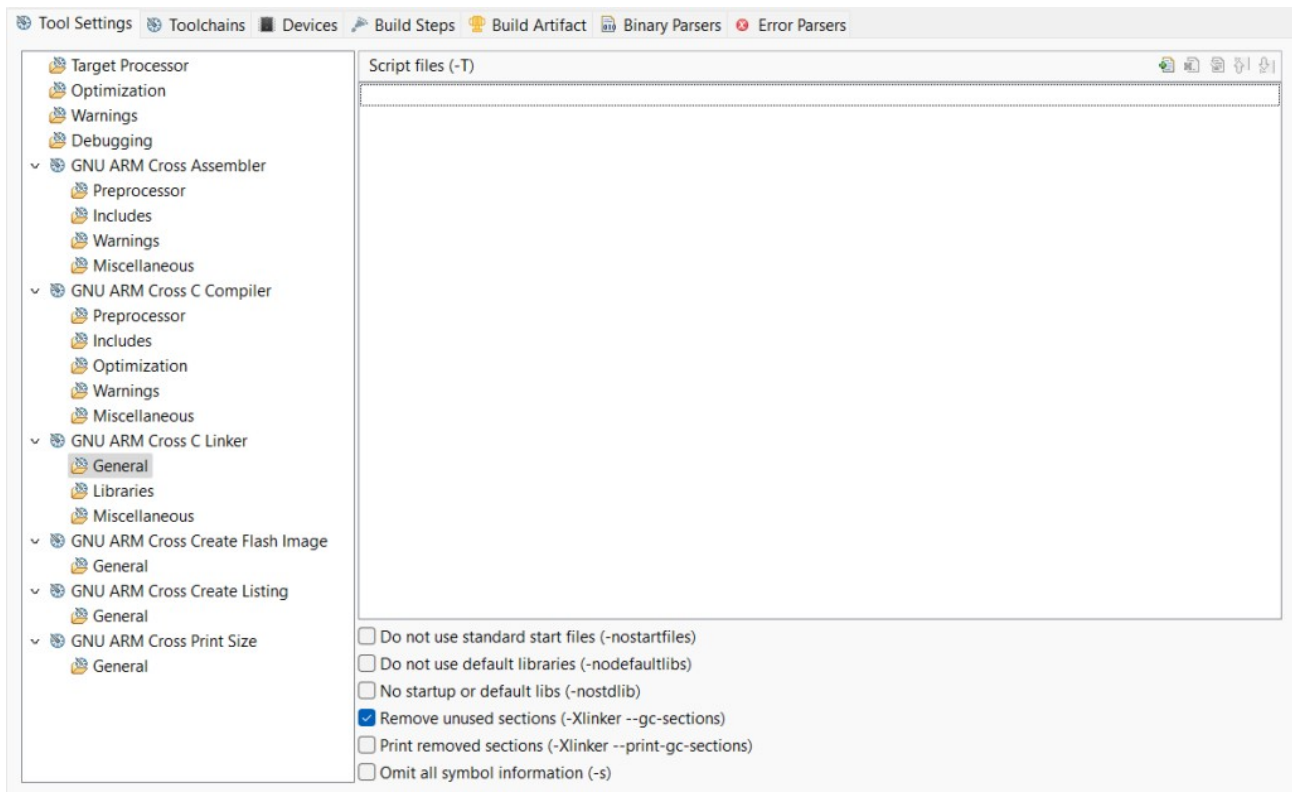 Tool Settings Toolchains Devices Build Steps Build Artifact Binary Parsers Error Parsers
Target Processor
Optimization
Warnings
Debugging
GNU ARM Cross Assembler
Preprocessor
Includes
Warnings
Miscellaneous
GNU ARM Cross C Compiler
Preprocessor
Includes
Optimization
Warnings
Miscellaneous
GNU ARM Cross C Linker
General
Libraries
Miscellaneous
GNU ARM Cross Create Flash Image
General
GNU ARM Cross Create Listing
General
GNU ARM Cross Print Size
General
Script files (-T)
Do not use standard start files (-nostartfiles)
Do not use default libraries (-nodefaultlibs)
No startup or default libs (-nostdlib)
Remove unused sections (-Xlinker --gc-sections)
Print removed sections (-Xlinker --print-gc-sections)
Omit all symbol information (-s)